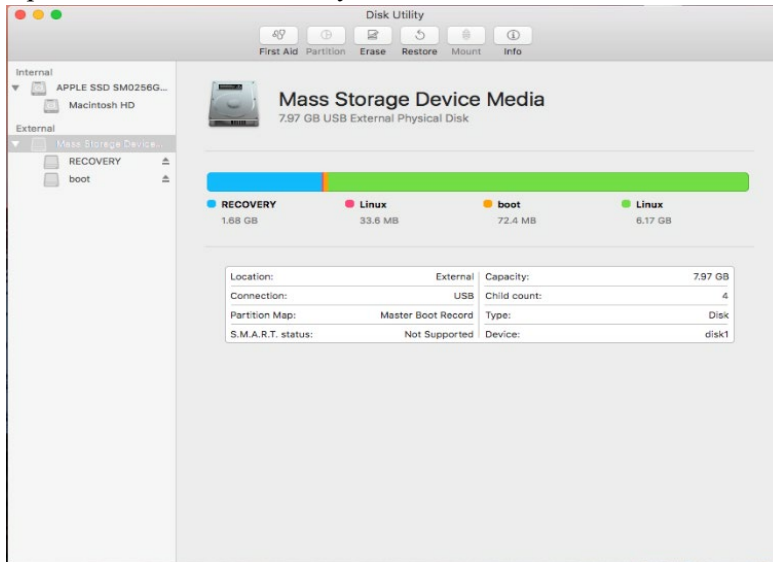 Disk Utility
First Aid Partition Erase Restore Mount Info
Internal
APPLE SSD SM0256G...
Macintosh HD
External
Mass Storage Device...
RECOVERY
boot
Mass Storage Device Media
7.97 GB USB External Physical Disk
RECOVERY Linux boot Linux
1.68 GB 33.6 MB 72.4 MB 6.17 GB
Location: External Capacity: 7.97 GB
Connection: USB Child count: 4
Partition Map: Master Boot Record Type: Disk
S.M.A.R.T. status: Not Supported Device: disk1